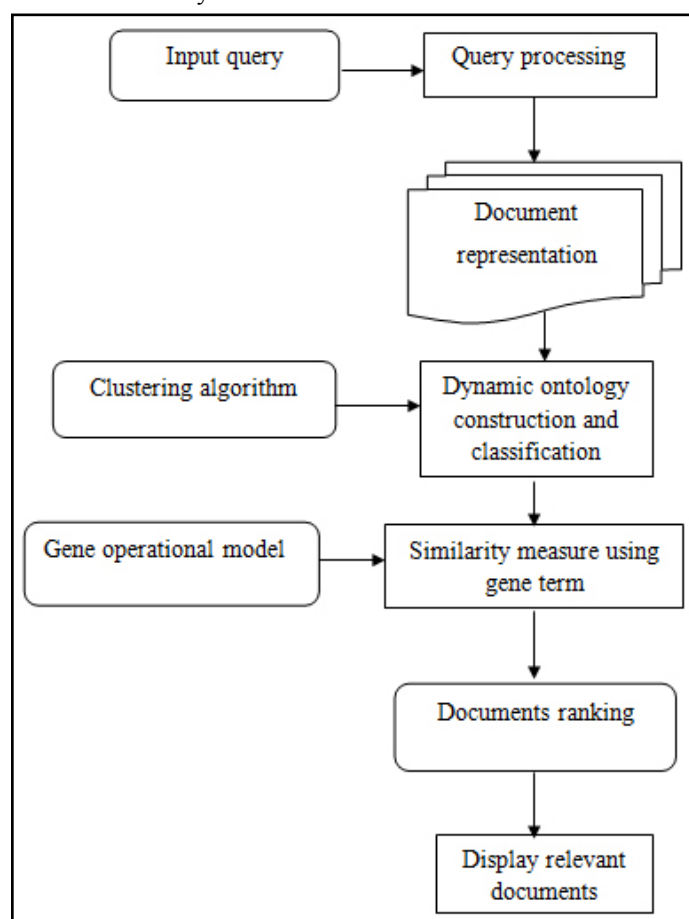 Input query
Query processing
Document
representation
Clustering algorithm
Dynamic ontology
construction and
classification
Gene operational model
Similarity measure using
gene term
Documents ranking
Display relevant
documents